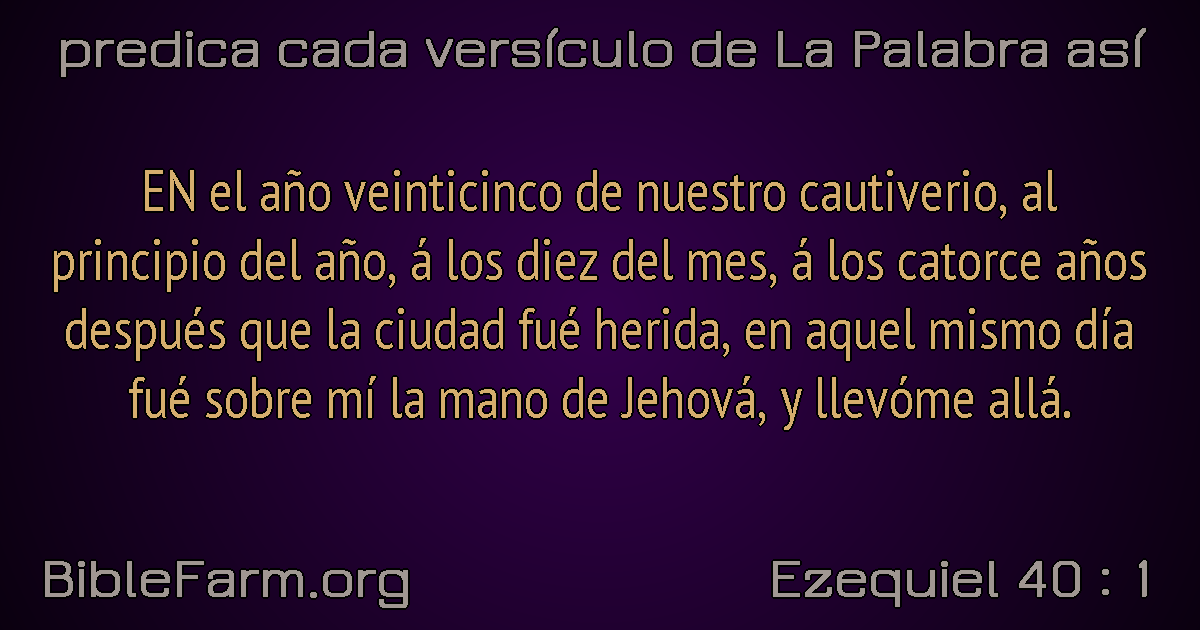 predica cada versículo de La Palabra así
EN el año veinticinco de nuestro cautiverio, al
principio del año, á los diez del mes, á los catorce años
después que la ciudad fué herida, en aquel mismo día
fué sobre mí la mano de Jehová, y llevóme allá.
BibleFarm.org
Ezequiel 40 : 1